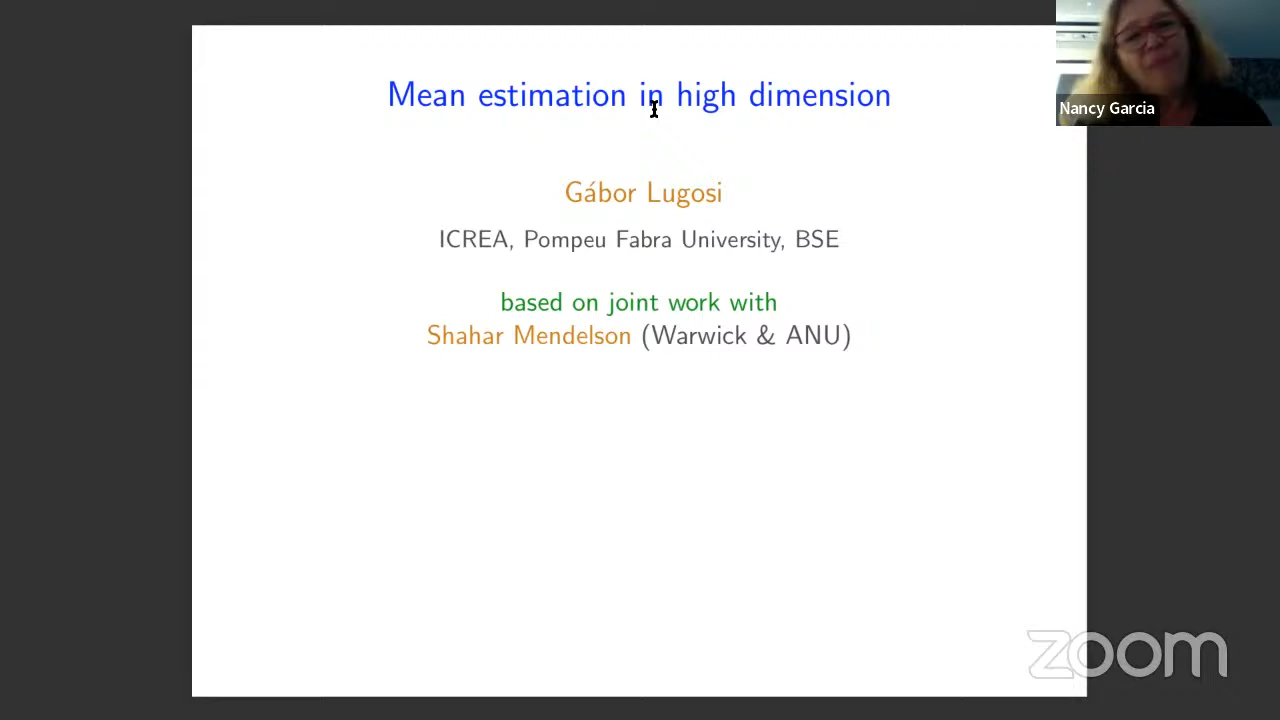 Mean estimation in high dimension
Nancy Garcia
Gábor Lugosi
ICREA, Pompeu Fabra University, BSE
based on joint work with
Shahar Mendelson (Warwick & ANU)
zoom